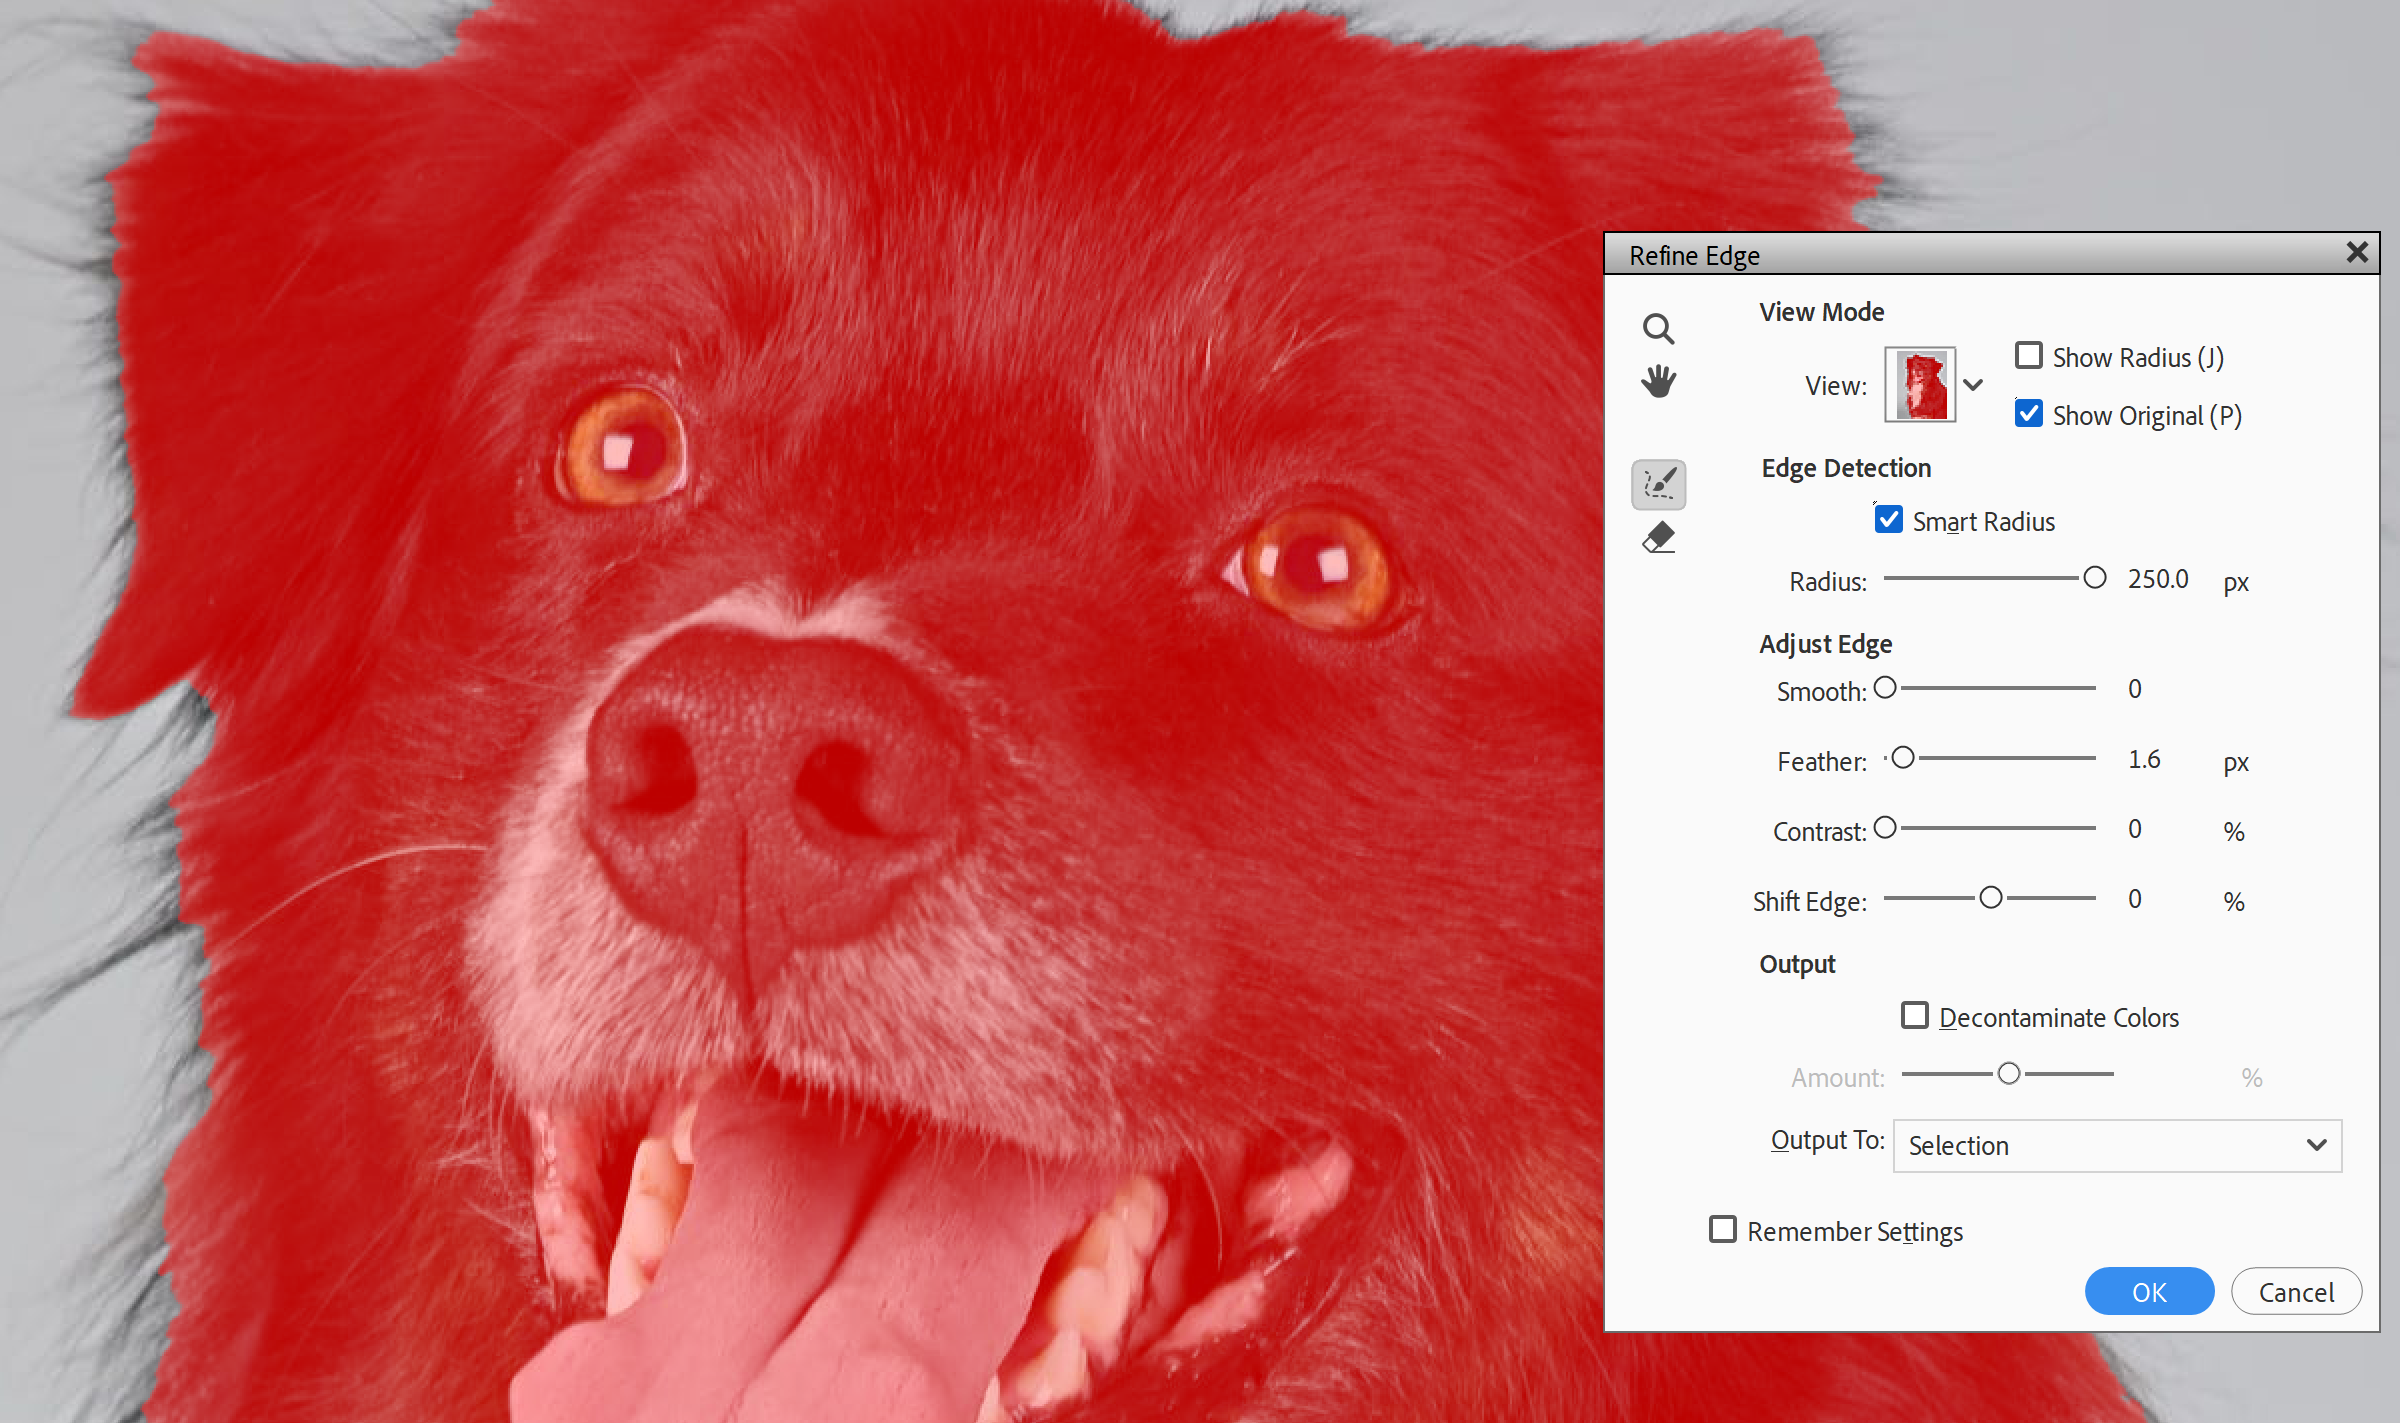 Refine Edge
View Mode
View:
Show Radius (J)
Show Original (P)
Edge Detection
Smart Radius
Radius: 250.0 px
Adjust Edge
Smooth: 0
Feather: 1.6 px
Contrast: 0 %
Shift Edge: 0 %
Output
Decontaminate Colors
Amount: %
Output To: Selection
Remember Settings
OK Cancel